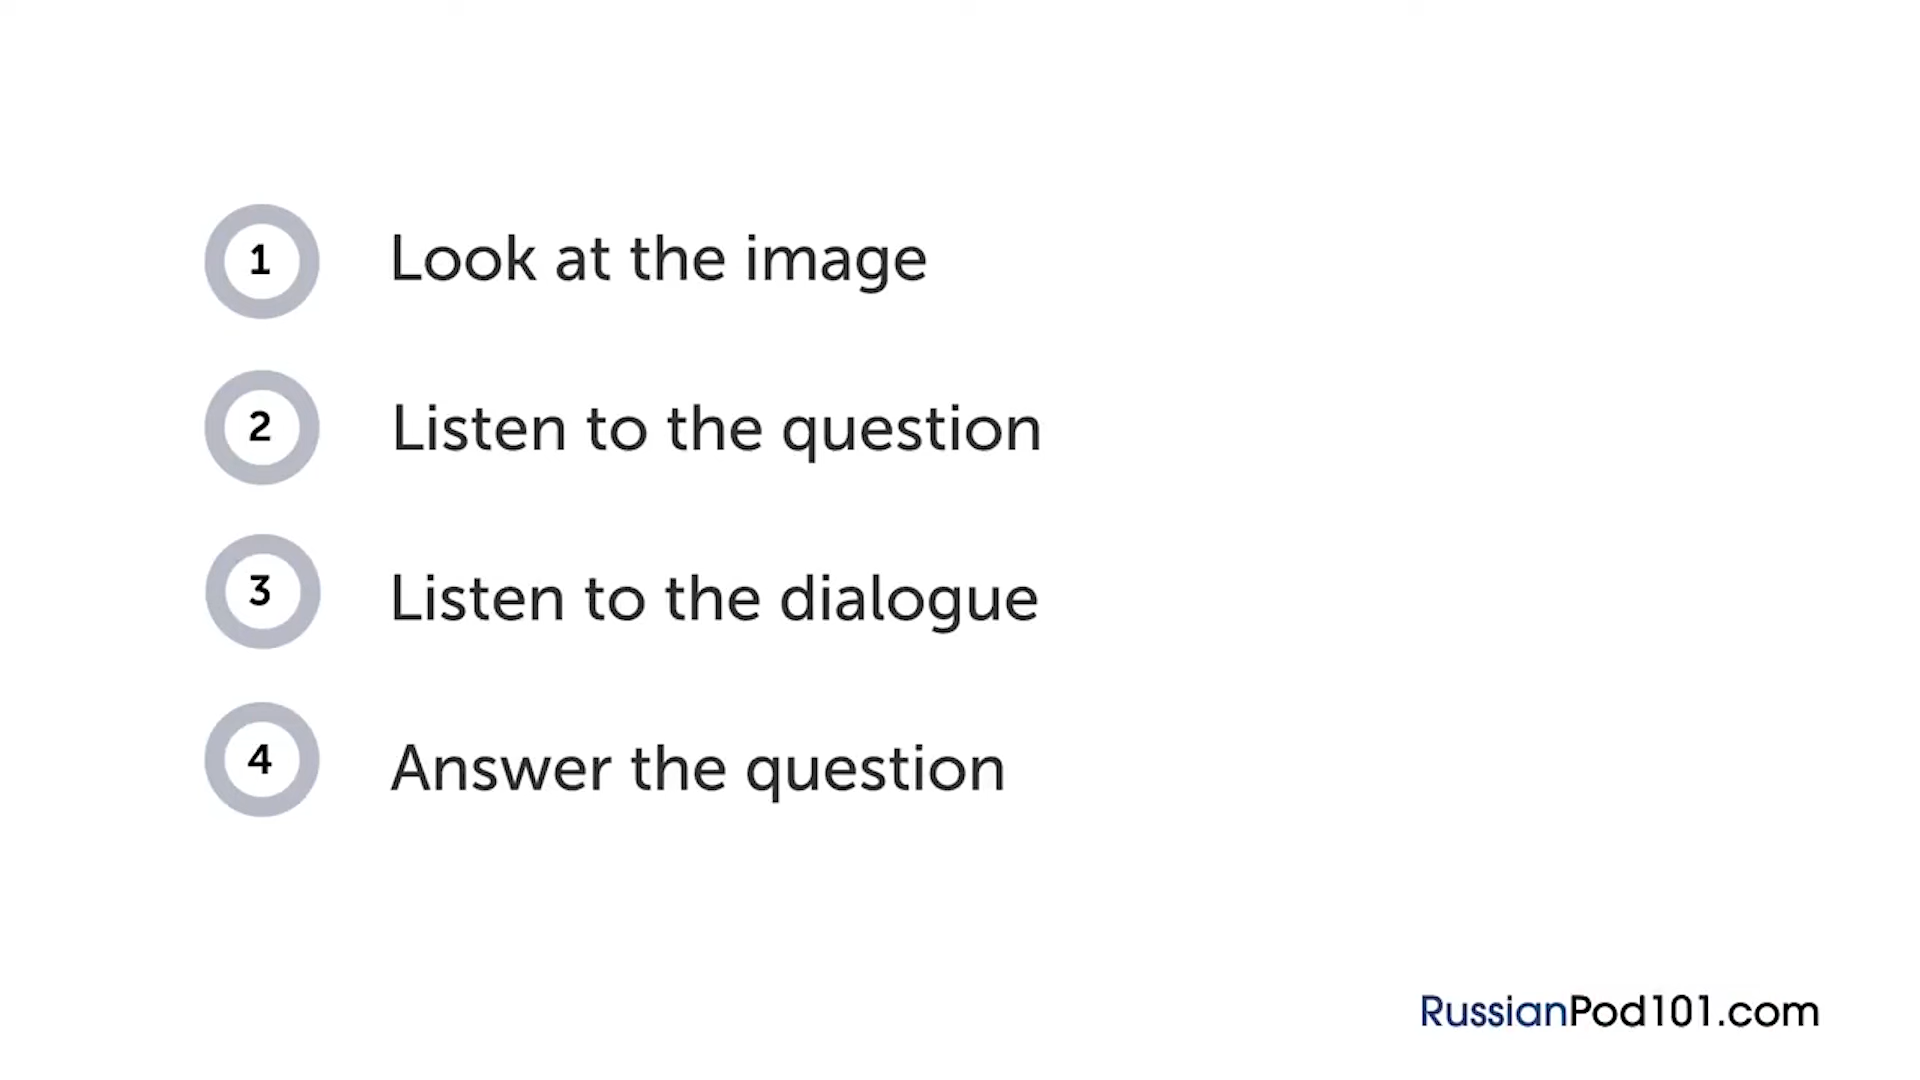 1 Look at the image
2 Listen to the question
3 Listen to the dialogue
4 Answer the question
RussianPod101.com